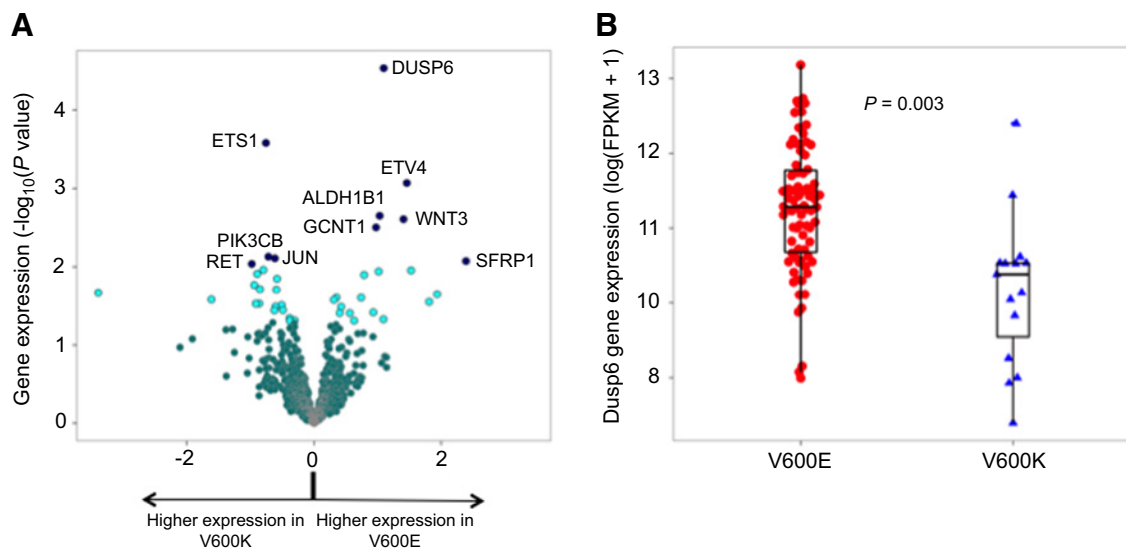 A
Gene expression (-log10(P value)
4
3
2
1
0
DUSP6
ETS1
ETV4
ALDH1B1
GCNT1
WNT3
PIK3CB
RET
JUN
SFRP1
-2
0
2
Higher expression in
V600K
Higher expression in
V600E
B
Dusp6 gene expression (log(FPKM + 1)
13
12
11
10
8
P = 0.003
V600E
V600K